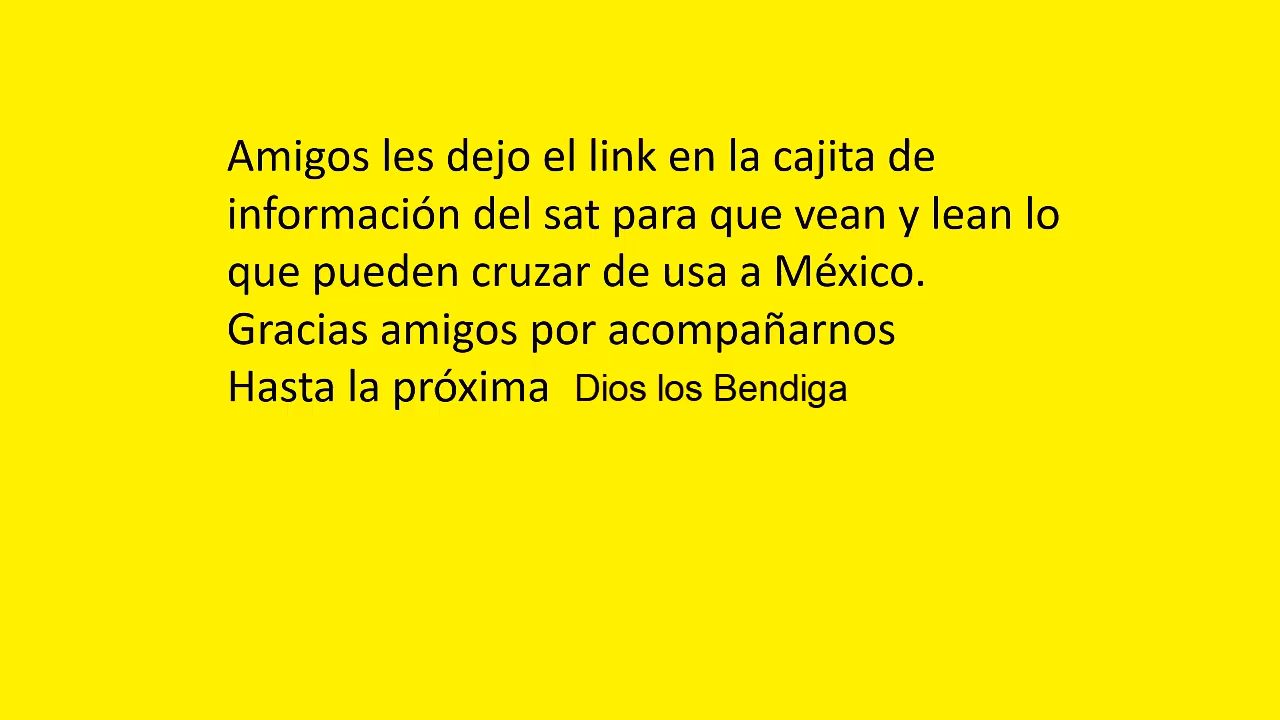 Amigos les dejo el link en la cajita de
información del sat para que vean y lean lo
que pueden cruzar de usa a México.
Gracias amigos por acompañarnos
Hasta la próxima Dios los Bendiga